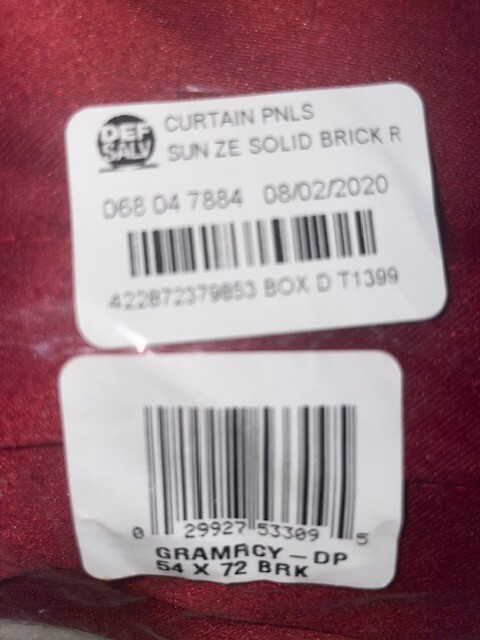 DEF
SALV
CURTAIN PNLS
SUN ZE SOLID BRICK R
068 04 7884 08/02/2020
422872379853 BOX D T1399
0 29927 53309 5
GRAMRCY - DP
54 X 72 BRK